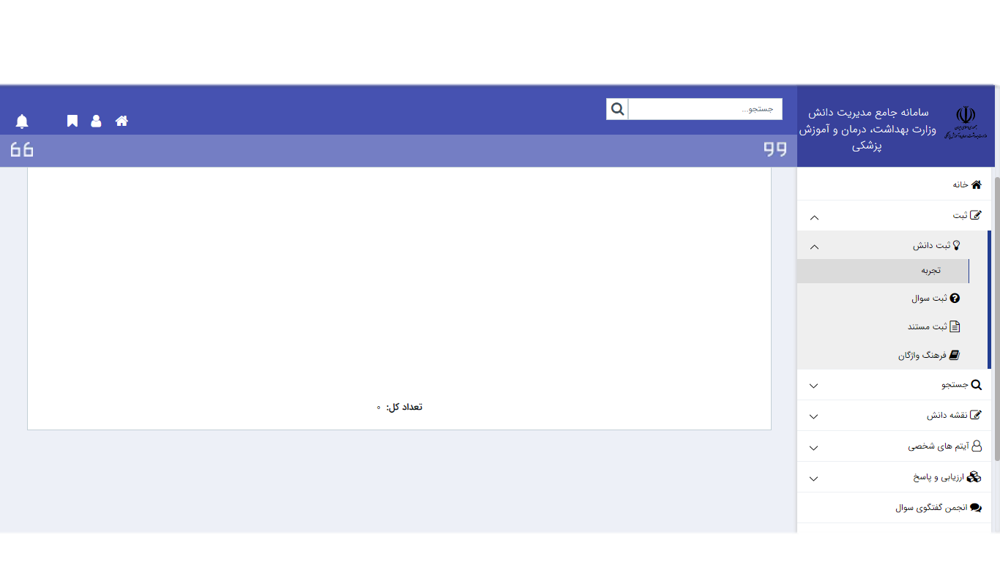 سامانه جامع مدیریت دانش
وزارت بهداشت، درمان و آموزش
پزشکی
جستجو...
خانه
ثبت
ثبت دانش
تجربه
ثبت سوال
ثبت مستند
فرهنگ واژگان
جستجو
نقشه دانش
آیتم های شخصی
ارزیابی و پاسخ
انجمن گفتگوی سوال
تعداد کل: ۰